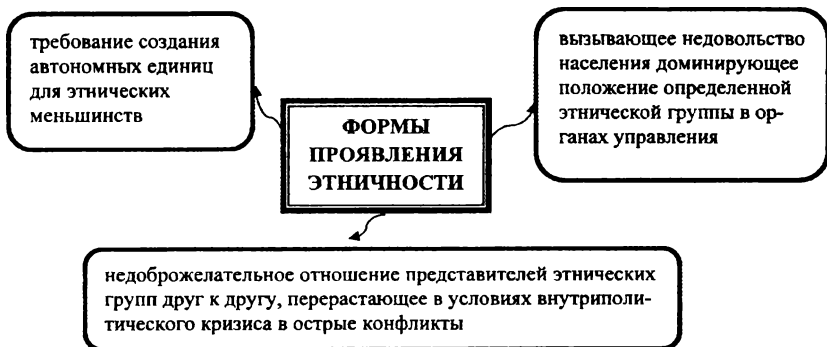 требование создания
автономных единиц
для этнических
меньшинств
вызывающее недовольство
населения доминирующее
положение определенной
этнической группы в ор-
ганах управления
ФОРМЫ
ПРОЯВЛЕНИЯ
ЭТНИЧНОСТИ
недоброжелательное отношение представителей этнических
групп друг к другу, перерастающее в условиях внутриполи-
тического кризиса в острые конфликты